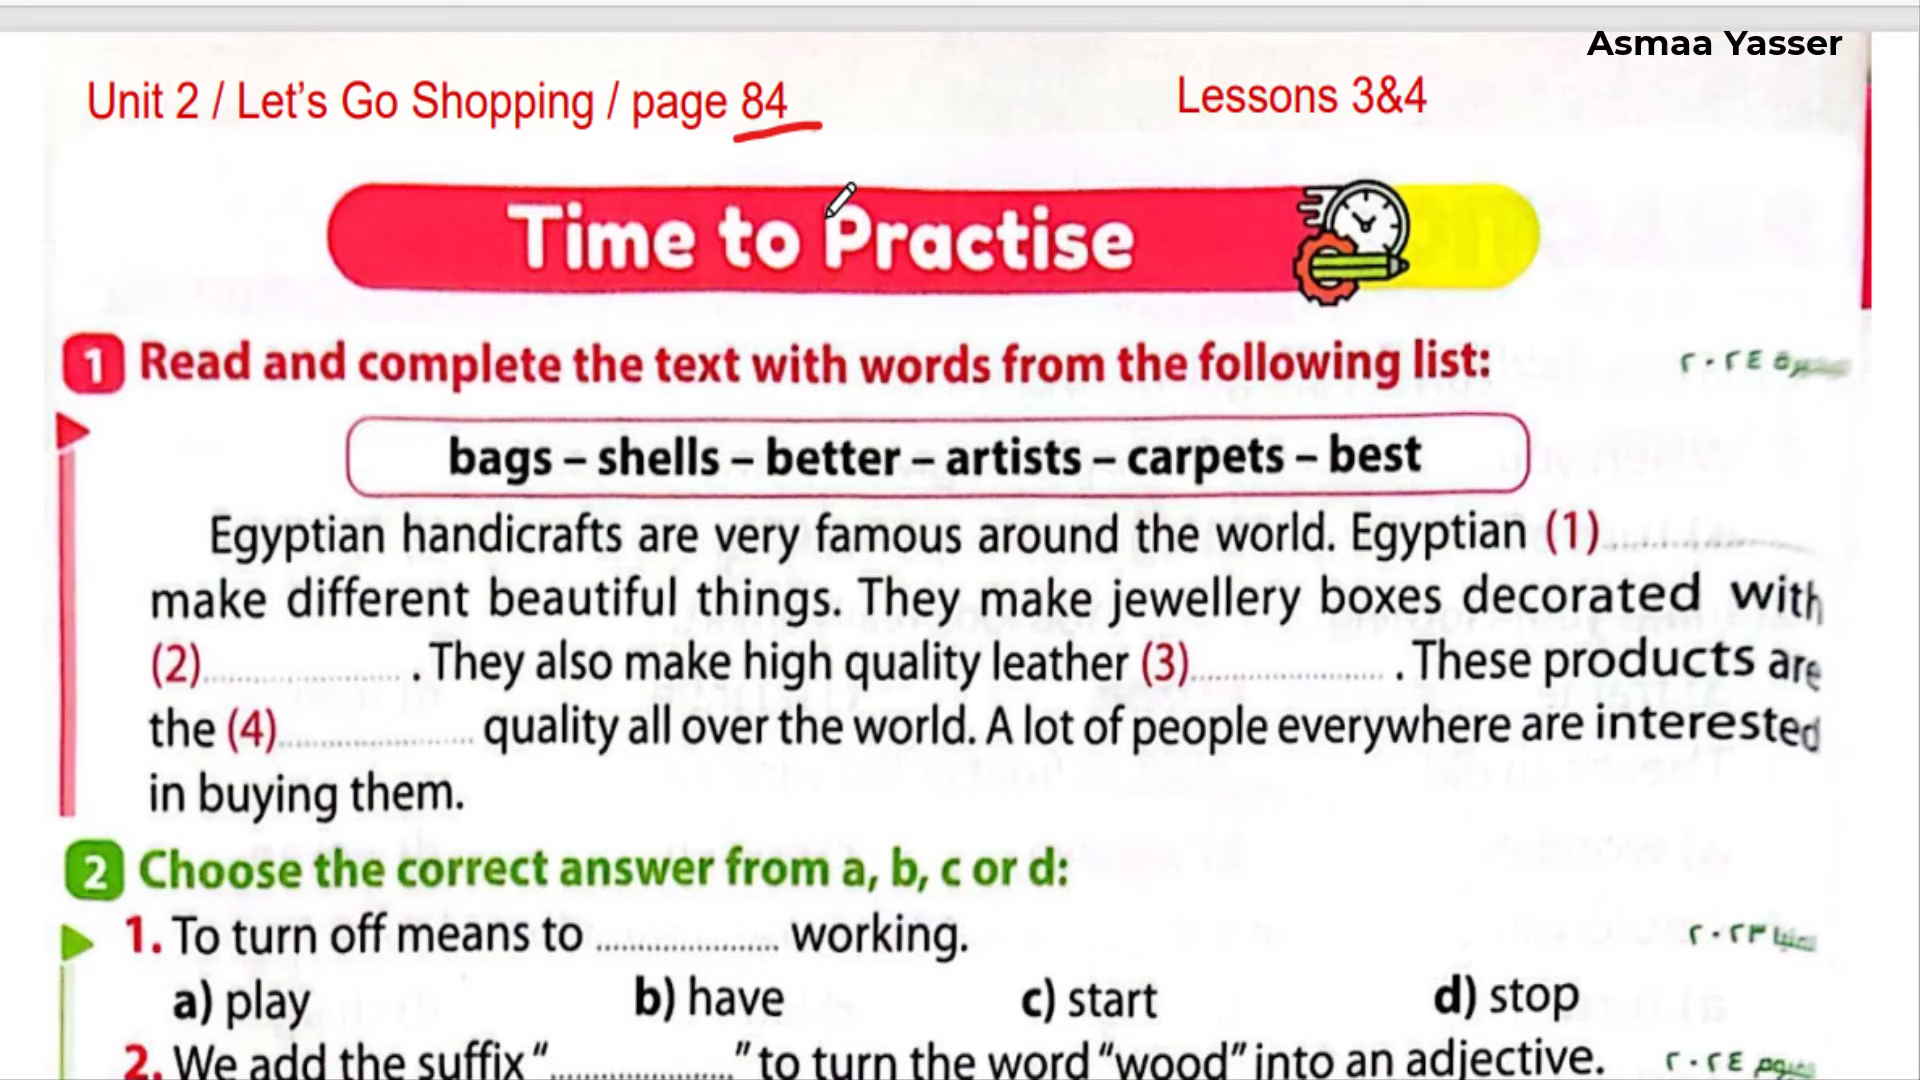 Asmaa Yasser
Unit 2 / Let's Go Shopping / page 84
Lessons 3&4
Time to Practise
1 Read and complete the text with words from the following list:
٢٠٢٤
bags – shells – better – artists – carpets – best
Egyptian handicrafts are very famous around the world. Egyptian (1)....................
make different beautiful things. They make jewellery boxes decorated with
(2).................... . They also make high quality leather (3).................... . These products are
the (4).................... quality all over the world. A lot of people everywhere are interested
in buying them.
2 Choose the correct answer from a, b, c or d:
1. To turn off means to .................... working.
المنيا ٢٠٢٣
a) play b) have c) start d) stop
2. We add the suffix "...................." to turn the word "wood" into an adjective.
الفيوم ٢٠٢٤